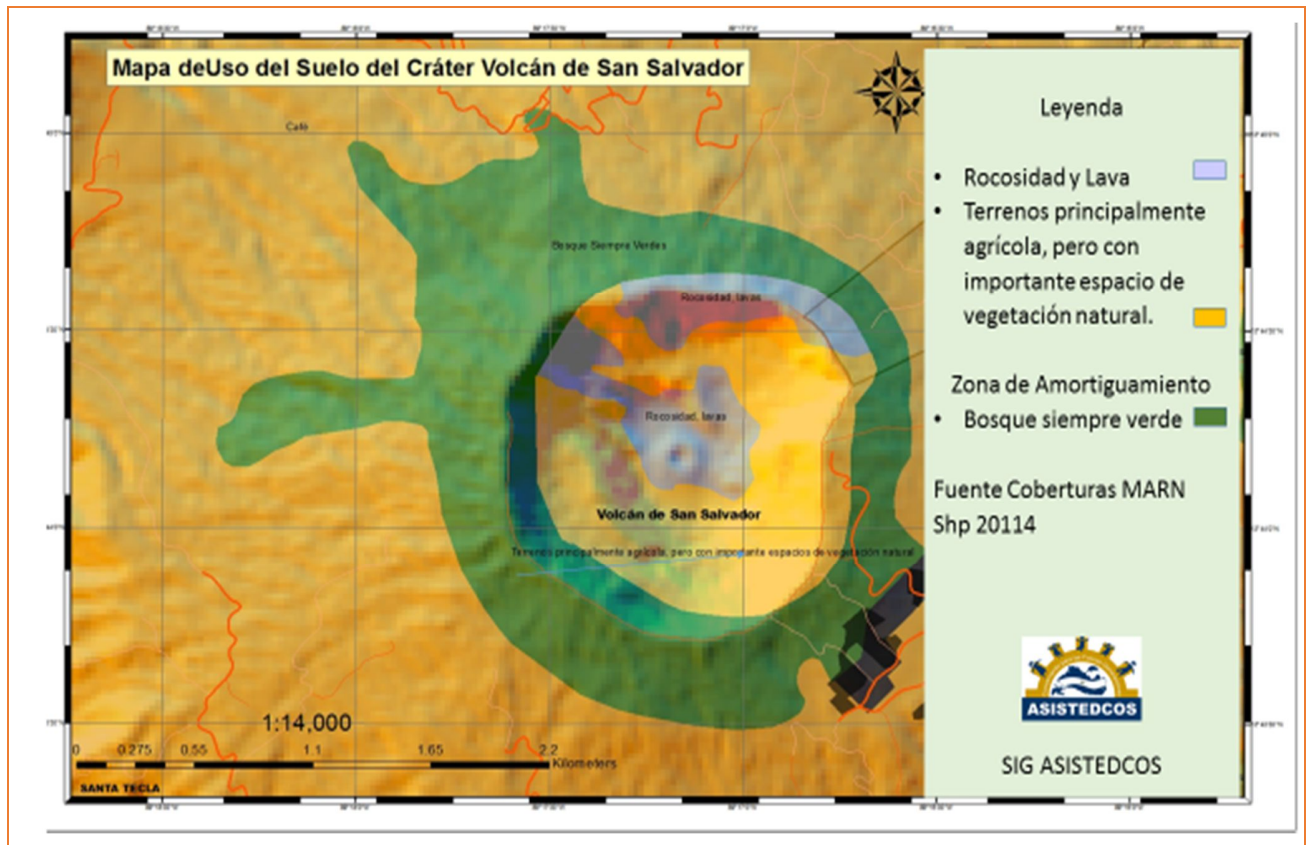 Mapa deUso del Suelo del Cráter Volcán de San Salvador
Café
Bosque Siempre Verdes
Rocosidad, lavas
Rocosidad, lavas
Volcán de San Salvador
Terrenos principalmente agrícola, pero con importante espacios de vegetación natural
1:14,000
0 0.275 0.55 1.1 1.65 2.2
Kilometers
SANTA TECLA
Leyenda
• Rocosidad y Lava
• Terrenos principalmente
agrícola, pero con
importante espacio de
vegetación natural.
Zona de Amortiguamiento
• Bosque siempre verde
Fuente Coberturas MARN
Shp 20114
ASISTEDCOS
SIG ASISTEDCOS